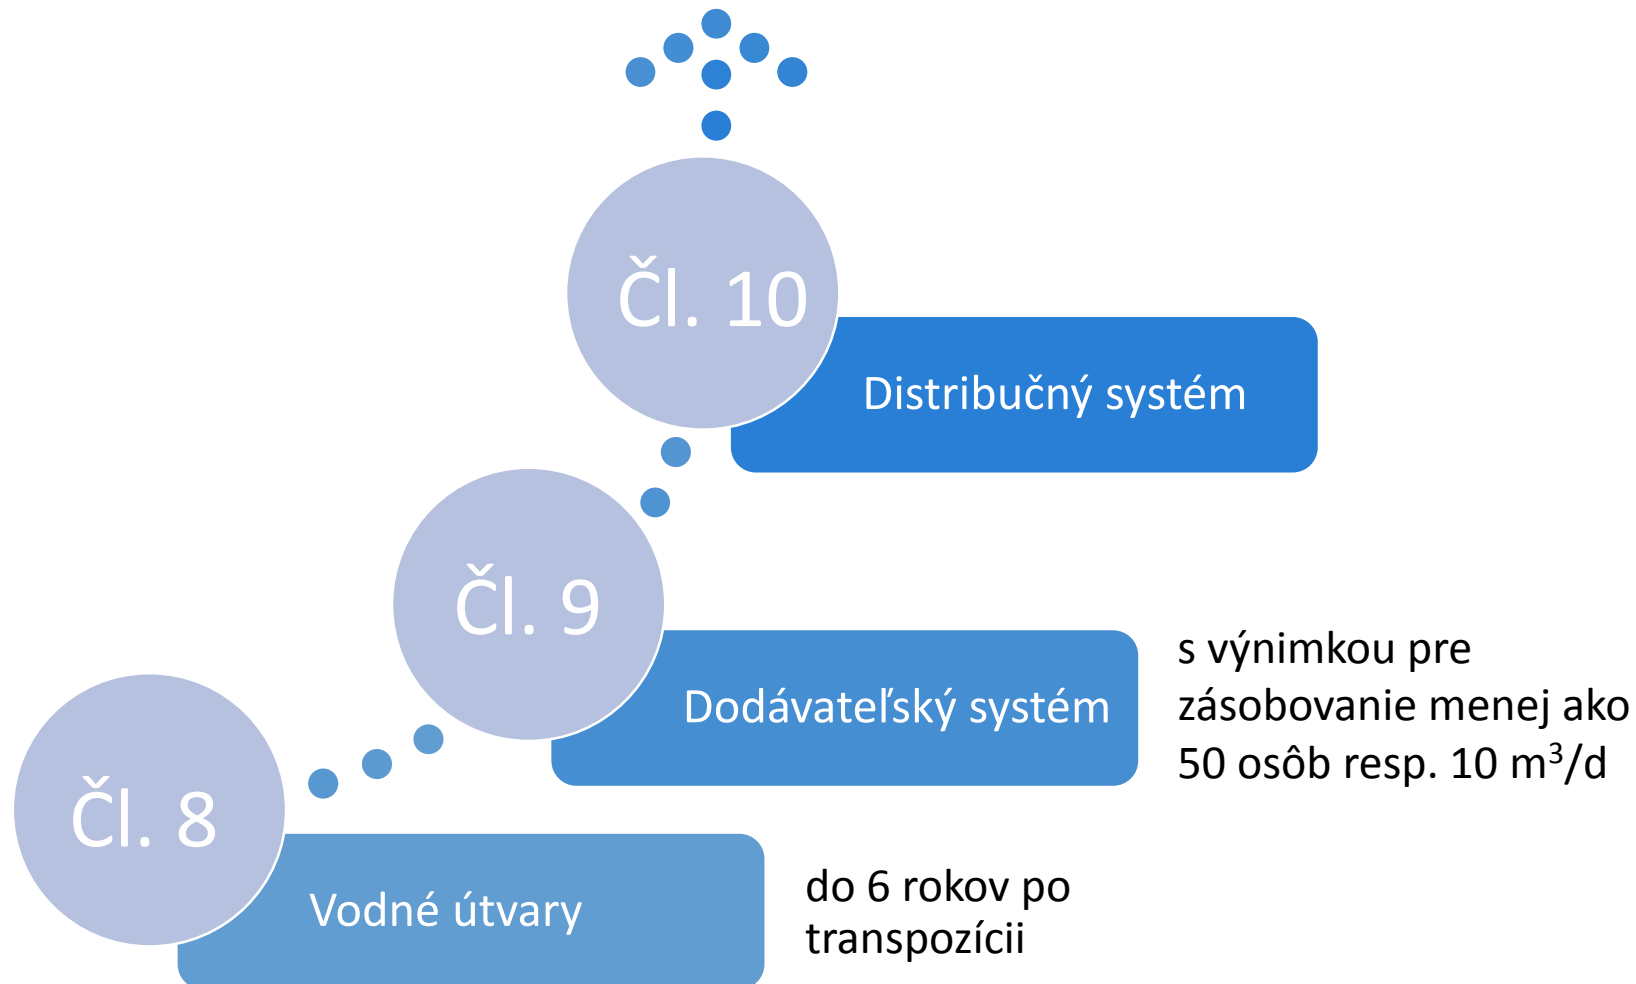 Čl. 10
Distribučný systém
Čl. 9
Dodávateľský systém
s výnimkou pre
zásobovanie menej ako
50 osôb resp. 10 m³/d
Čl. 8
Vodné útvary
do 6 rokov po
transpozícii